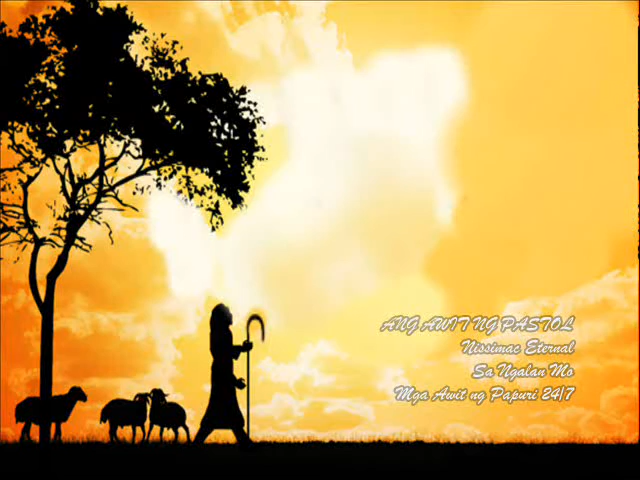 ANG AWIT NG PASTOL
Nissimac Eternal
Sa Ngalan Mo
Mga Awit ng Papuri 24/7